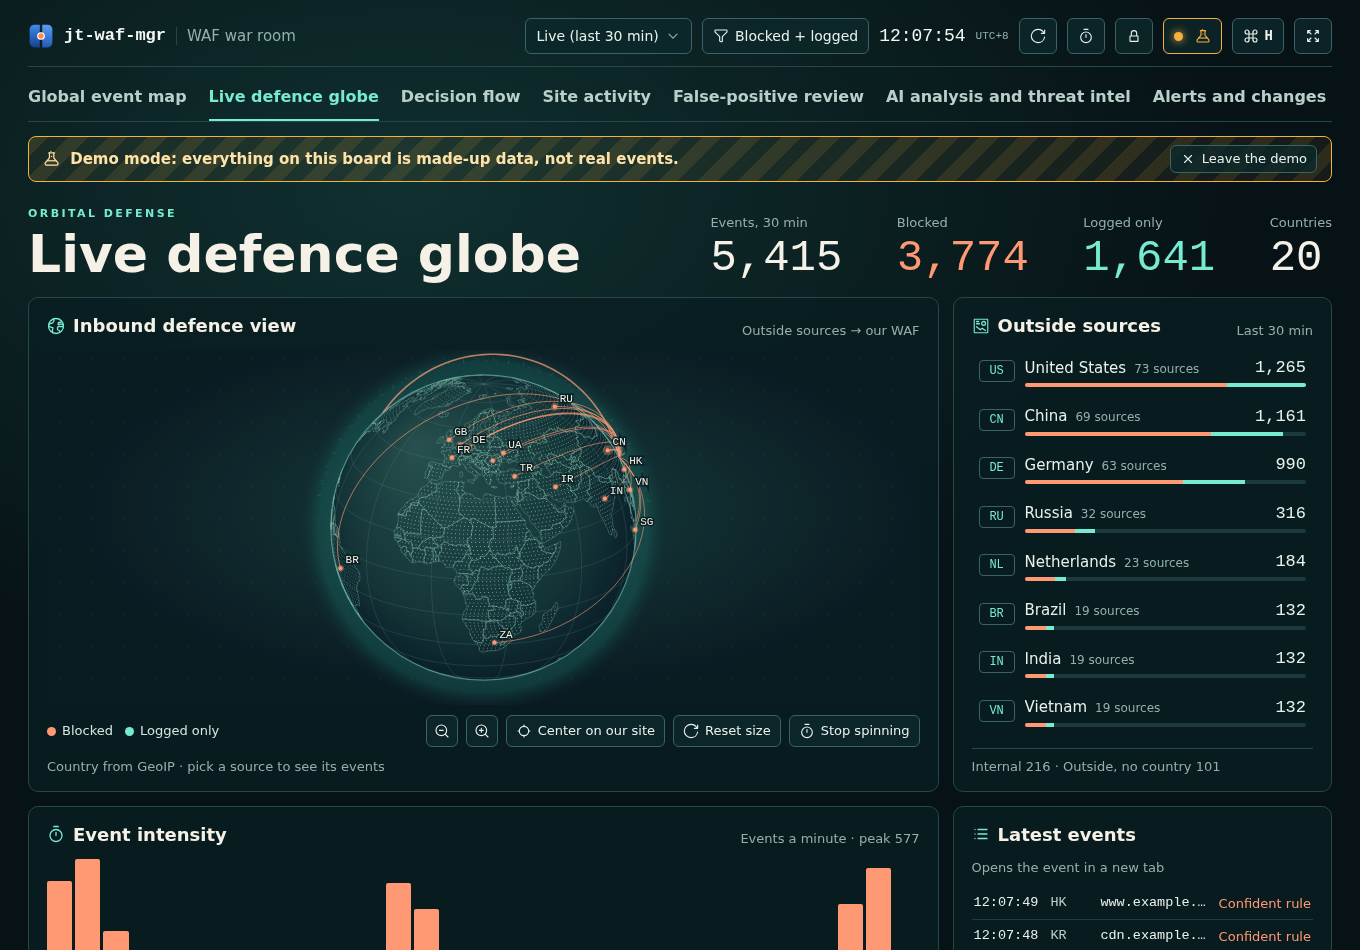 jt-waf-mgr
WAF war room
Live (last 30 min)
Blocked + logged
12:07:54 UTC+8
⌘ H
Global event map
Live defence globe
Decision flow
Site activity
False-positive review
AI analysis and threat intel
Alerts and changes
Demo mode: everything on this board is made-up data, not real events.
Leave the demo
ORBITAL DEFENSE
Live defence globe
Events, 30 min
5,415
Blocked
3,774
Logged only
1,641
Countries
20
Inbound defence view
Outside sources → our WAF
RU
GB
DE
FR
UA
CN
TR
HK
IR
VN
IN
SG
BR
ZA
Blocked
Logged only
Center on our site
Reset size
Stop spinning
Country from GeoIP · pick a source to see its events
Outside sources
Last 30 min
US United States 73 sources 1,265
CN China 69 sources 1,161
DE Germany 63 sources 990
RU Russia 32 sources 316
NL Netherlands 23 sources 184
BR Brazil 19 sources 132
IN India 19 sources 132
VN Vietnam 19 sources 132
Internal 216 · Outside, no country 101
Event intensity
Events a minute · peak 577
Latest events
Opens the event in a new tab
12:07:49 HK www.example.… Confident rule
12:07:48 KR cdn.example.… Confident rule